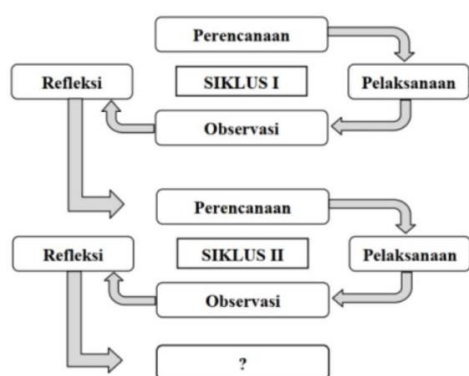 Perencanaan
Refleksi
SIKLUS I
Pelaksanaan
Observasi
Perencanaan
Refleksi
SIKLUS II
Pelaksanaan
Observasi
?